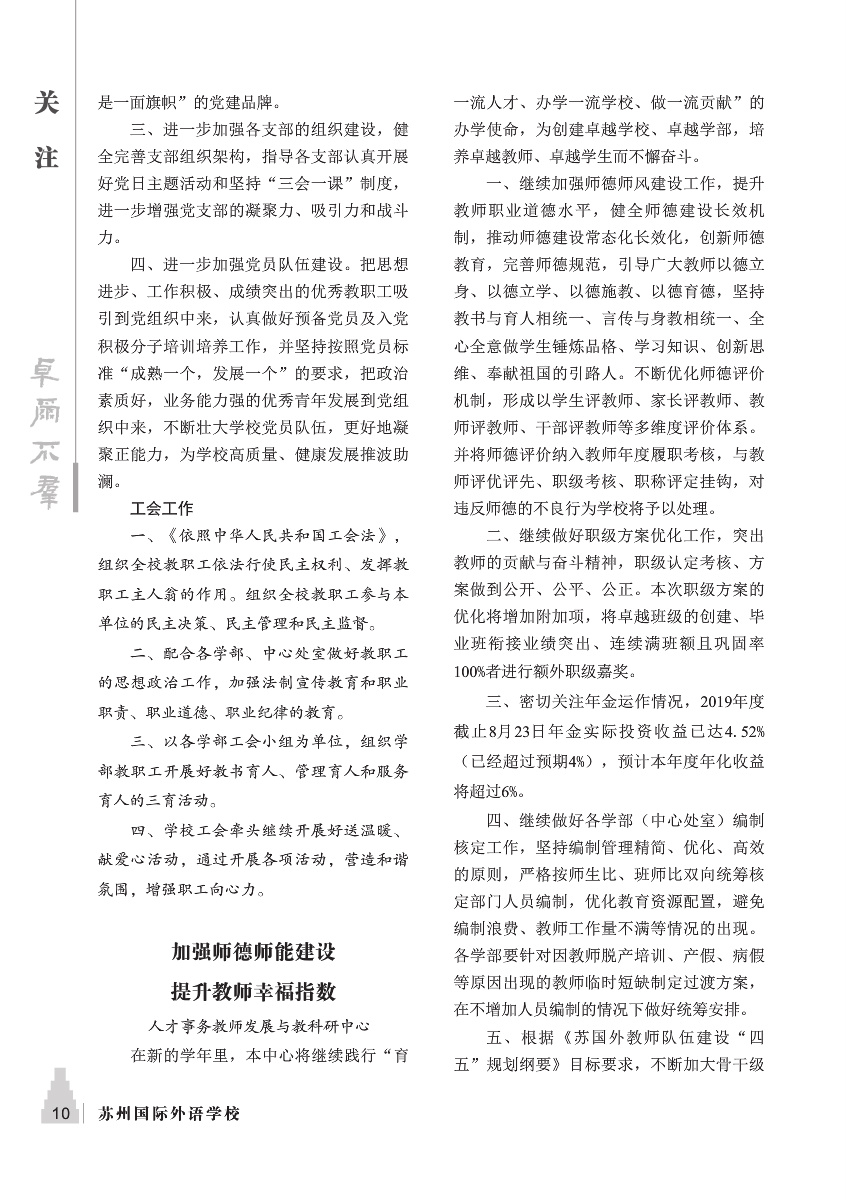 关
注
卓尔不群
是一面旗帜”的党建品牌。
三、进一步加强各支部的组织建设，健
全完善支部组织架构，指导各支部认真开展
好党日主题活动和坚持“三会一课”制度，
进一步增强党支部的凝聚力、吸引力和战斗
力。
四、进一步加强党员队伍建设。把思想
进步、工作积极、成绩突出的优秀教职工吸
引到党组织中来，认真做好预备党员及入党
积极分子培训培养工作，并坚持按照党员标
准“成熟一个，发展一个”的要求，把政治
素质好，业务能力强的优秀青年发展到党组
织中来，不断壮大学校党员队伍，更好地凝
聚正能力，为学校高质量、健康发展推波助
澜。
工会工作
一、《依照中华人民共和国工会法》，
组织全校教职工依法行使民主权利、发挥教
职工主人翁的作用。组织全校教职工参与本
单位的民主决策、民主管理和民主监督。
二、配合各学部、中心处室做好教职工
的思想政治工作，加强法制宣传教育和职业
职责、职业道德、职业纪律的教育。
三、以各学部工会小组为单位，组织学
部教职工开展好教书育人、管理育人和服务
育人的三育活动。
四、学校工会牵头继续开展好送温暖、
献爱心活动，通过开展各项活动，营造和谐
氛围，增强职工向心力。
加强师德师能建设
提升教师幸福指数
人才事务教师发展与教科研中心
在新的学年里，本中心将继续践行“育
一流人才、办学一流学校、做一流贡献”的
办学使命，为创建卓越学校、卓越学部，培
养卓越教师、卓越学生而不懈奋斗。
一、继续加强师德师风建设工作，提升
教师职业道德水平，健全师德建设长效机
制，推动师德建设常态化长效化，创新师德
教育，完善师德规范，引导广大教师以德立
身、以德立学、以德施教、以德育德，坚持
教书与育人相统一、言传与身教相统一、全
心全意做学生锤炼品格、学习知识、创新思
维、奉献祖国的引路人。不断优化师德评价
机制，形成以学生评教师、家长评教师、教
师评教师、干部评教师等多维度评价体系。
并将师德评价纳入教师年度履职考核，与教
师评优评先、职级考核、职称评定挂钩，对
违反师德的不良行为学校将予以处理。
二、继续做好职级方案优化工作，突出
教师的贡献与奋斗精神，职级认定考核、方
案做到公开、公平、公正。本次职级方案的
优化将增加附加项，将卓越班级的创建、毕
业班衔接业绩突出、连续满班额且巩固率
100%者进行额外职级嘉奖。
三、密切关注年金运作情况，2019年度
截止8月23日年金实际投资收益已达4.52%
（已经超过预期4%），预计本年度年化收益
将超过6%。
四、继续做好各学部（中心处室）编制
核定工作，坚持编制管理精简、优化、高效
的原则，严格按师生比、班师比双向统筹核
定部门人员编制，优化教育资源配置，避免
编制浪费、教师工作量不满等情况的出现。
各学部要针对因教师脱产培训、产假、病假
等原因出现的教师临时短缺制定过渡方案，
在不增加人员编制的情况下做好统筹安排。
五、根据《苏国外教师队伍建设“四
五”规划纲要》目标要求，不断加大骨干级
10 苏州国际外语学校